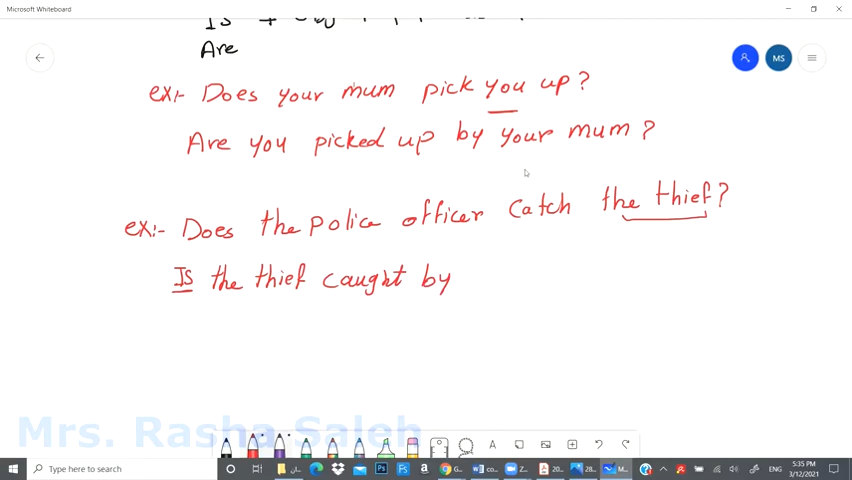 Microsoft Whiteboard
Is +
Are
MS
ex:- Does your mum pick you up?
Are you picked up by your mum?
ex:- Does the police officer catch the thief?
Is the thief caught by
Mrs. Rasha Saleh
Type here to search
ENG
5:35 PM
3/12/2021